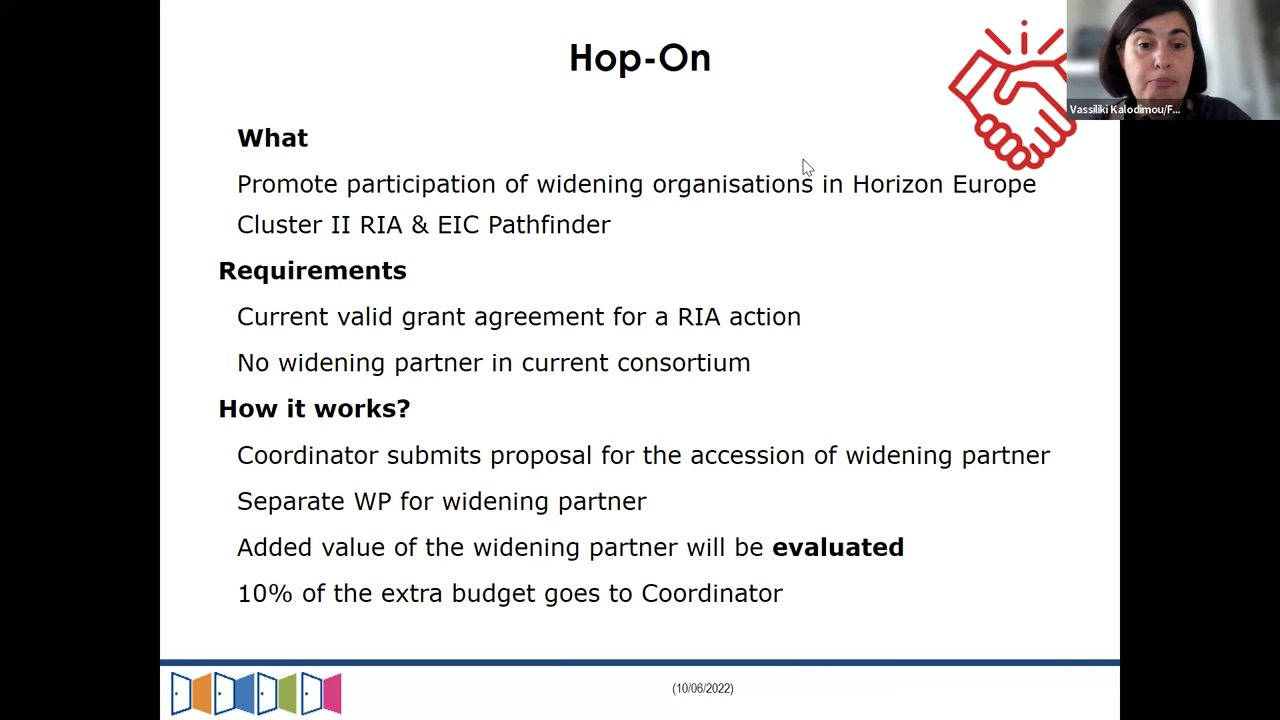 Hop-On
Vassiliki Kalodimou/F...
What
Promote participation of widening organisations in Horizon Europe
Cluster II RIA & EIC Pathfinder
Requirements
Current valid grant agreement for a RIA action
No widening partner in current consortium
How it works?
Coordinator submits proposal for the accession of widening partner
Separate WP for widening partner
Added value of the widening partner will be evaluated
10% of the extra budget goes to Coordinator
(10/06/2022)